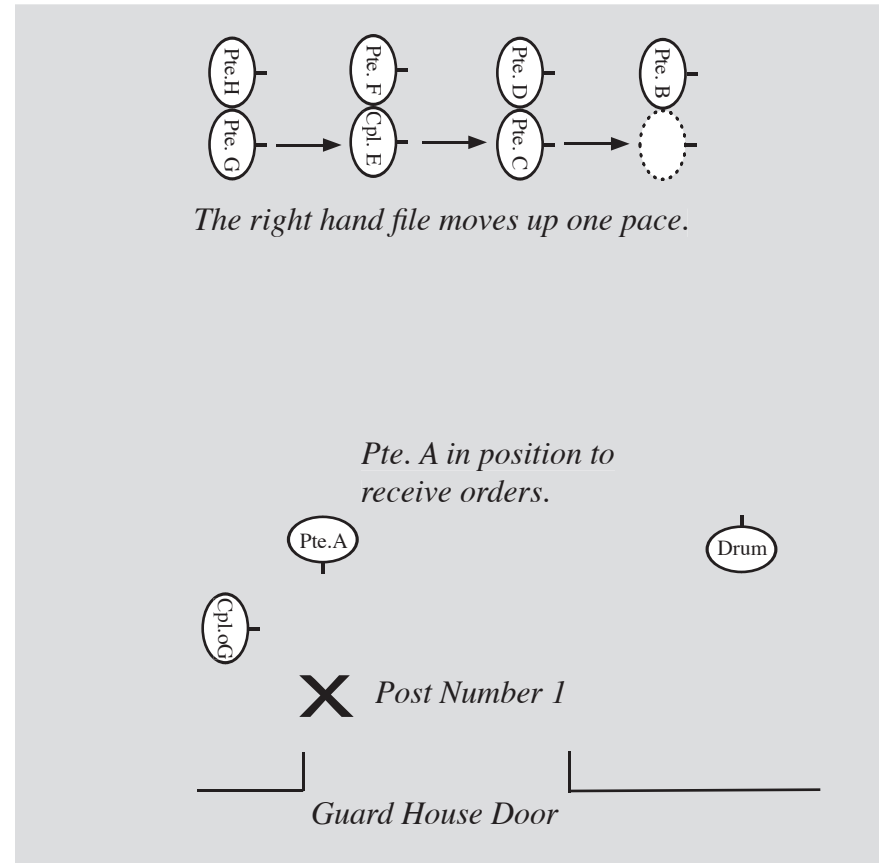 Pte.H Pte. F Pte. D Pte. B
Pte. G Cpl. E Pte. C
The right hand file moves up one pace.
Pte. A in position to
receive orders.
Pte.A
Drum
Cpl.oG
X Post Number 1
Guard House Door